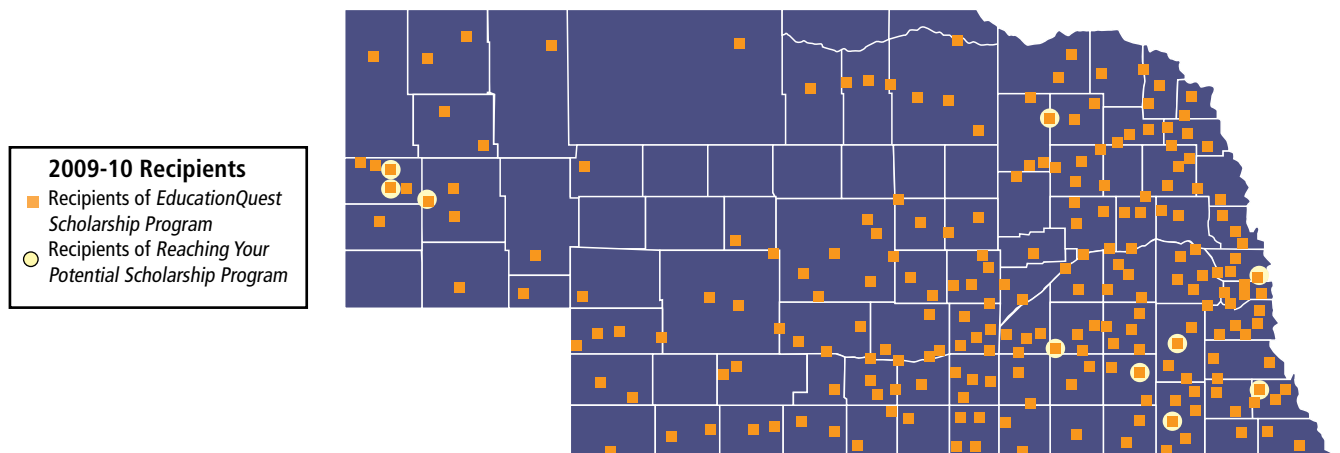 2009-10 Recipients
Recipients of EducationQuest
Scholarship Program
Recipients of Reaching Your
Potential Scholarship Program